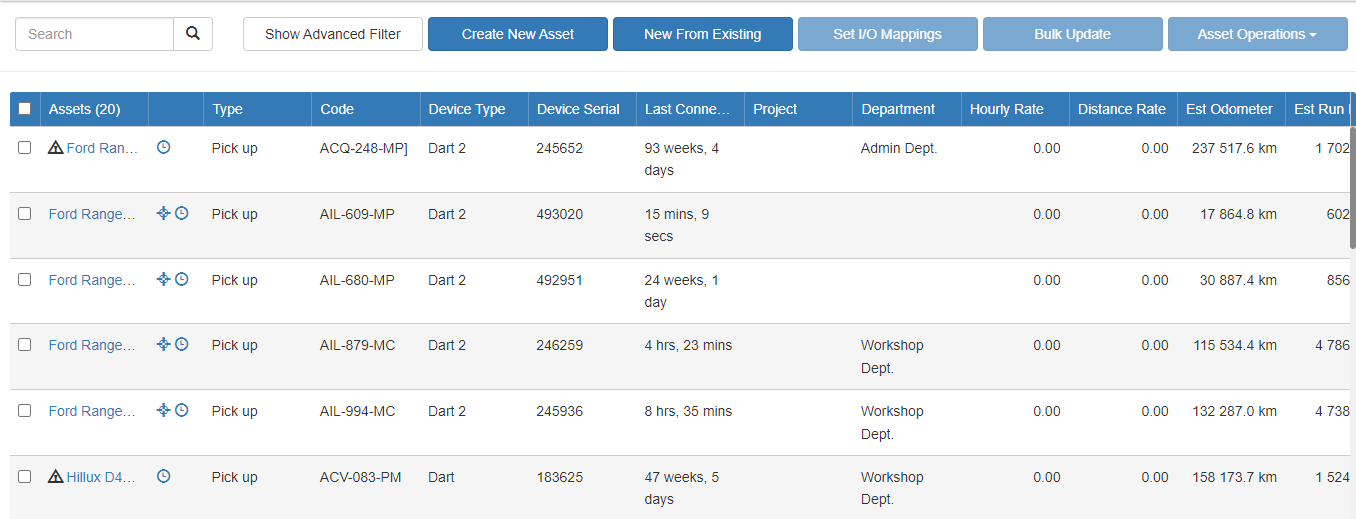 Search Show Advanced Filter Create New Asset New From Existing Set I/O Mappings Bulk Update Asset Operations
Assets (20) Type Code Device Type Device Serial Last Conne… Project Department Hourly Rate Distance Rate Est Odometer Est Run
Ford Ran… Pick up ACQ-248-MP] Dart 2 245652 93 weeks, 4 Admin Dept. 0.00 0.00 237 517.6 km 1 702
days
Ford Range… Pick up AIL-609-MP Dart 2 493020 15 mins, 9 0.00 0.00 17 864.8 km 602
secs
Ford Range… Pick up AIL-680-MP Dart 2 492951 24 weeks, 1 0.00 0.00 30 887.4 km 856
day
Ford Range… Pick up AIL-879-MC Dart 2 246259 4 hrs, 23 mins Workshop 0.00 0.00 115 534.4 km 4 786
Dept.
Ford Range… Pick up AIL-994-MC Dart 2 245936 8 hrs, 35 mins Workshop 0.00 0.00 132 287.0 km 4 738
Dept.
Hillux D4… Pick up ACV-083-PM Dart 183625 47 weeks, 5 Workshop 0.00 0.00 158 173.7 km 1 524
days Dept.